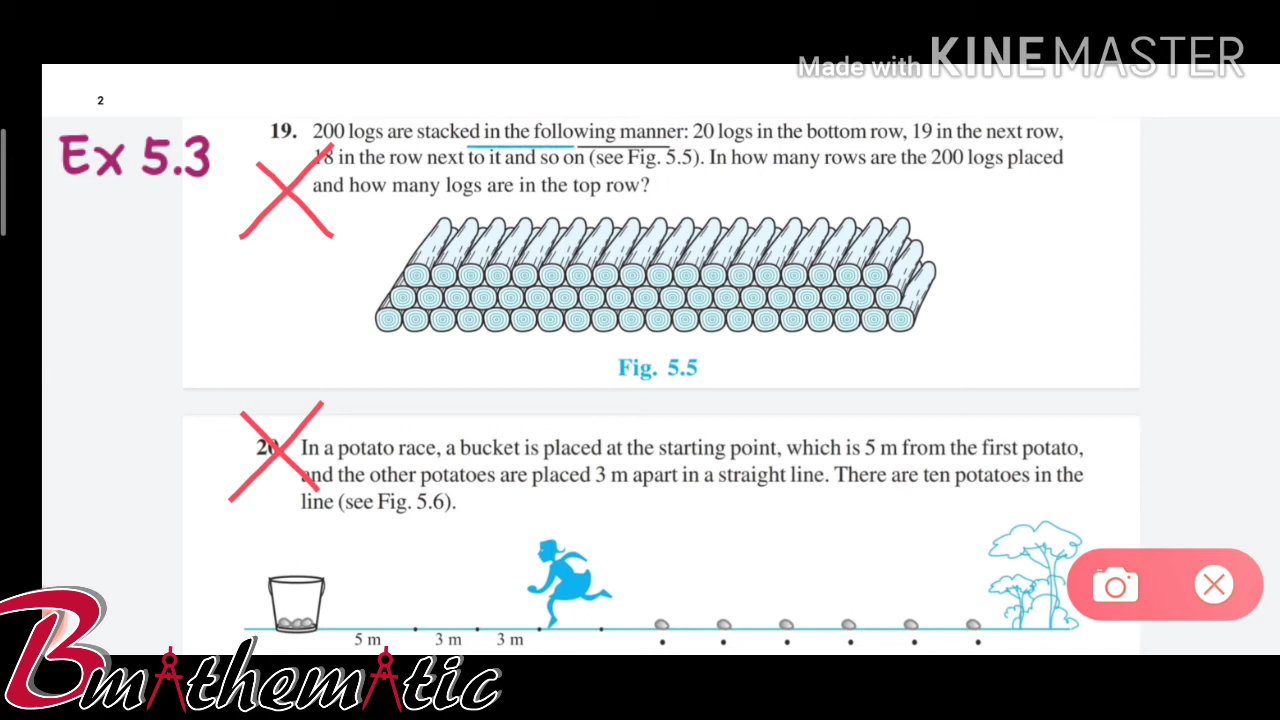 Made with KINEMASTER
2
Ex 5.3
19. 200 logs are stacked in the following manner: 20 logs in the bottom row, 19 in the next row,
18 in the row next to it and so on (see Fig. 5.5). In how many rows are the 200 logs placed
and how many logs are in the top row?
Fig. 5.5
20 In a potato race, a bucket is placed at the starting point, which is 5 m from the first potato,
and the other potatoes are placed 3 m apart in a straight line. There are ten potatoes in the
line (see Fig. 5.6).
5 m 3 m 3 m
Bmathematic